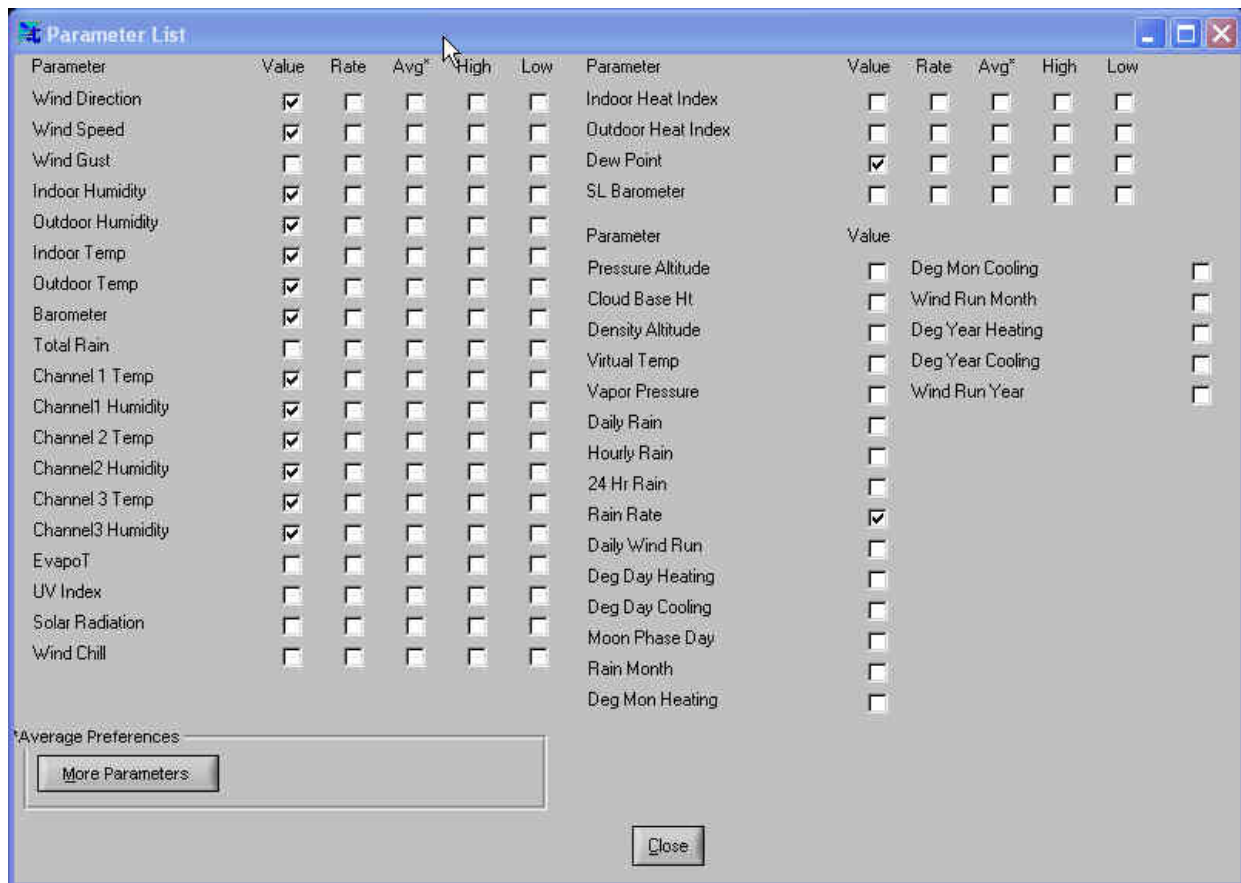 Parameter List
Parameter Value Rate Avg* High Low
Wind Direction
Wind Speed
Wind Gust
Indoor Humidity
Outdoor Humidity
Indoor Temp
Outdoor Temp
Barometer
Total Rain
Channel 1 Temp
Channel1 Humidity
Channel 2 Temp
Channel2 Humidity
Channel 3 Temp
Channel3 Humidity
EvapoT
UV Index
Solar Radiation
Wind Chill
*Average Preferences
More Parameters
Parameter Value Rate Avg* High Low
Indoor Heat Index
Outdoor Heat Index
Dew Point
SL Barometer
Parameter Value
Pressure Altitude
Cloud Base Ht
Density Altitude
Virtual Temp
Vapor Pressure
Daily Rain
Hourly Rain
24 Hr Rain
Rain Rate
Daily Wind Run
Deg Day Heating
Deg Day Cooling
Moon Phase Day
Rain Month
Deg Mon Heating
Deg Mon Cooling
Wind Run Month
Deg Year Heating
Deg Year Cooling
Wind Run Year
Close